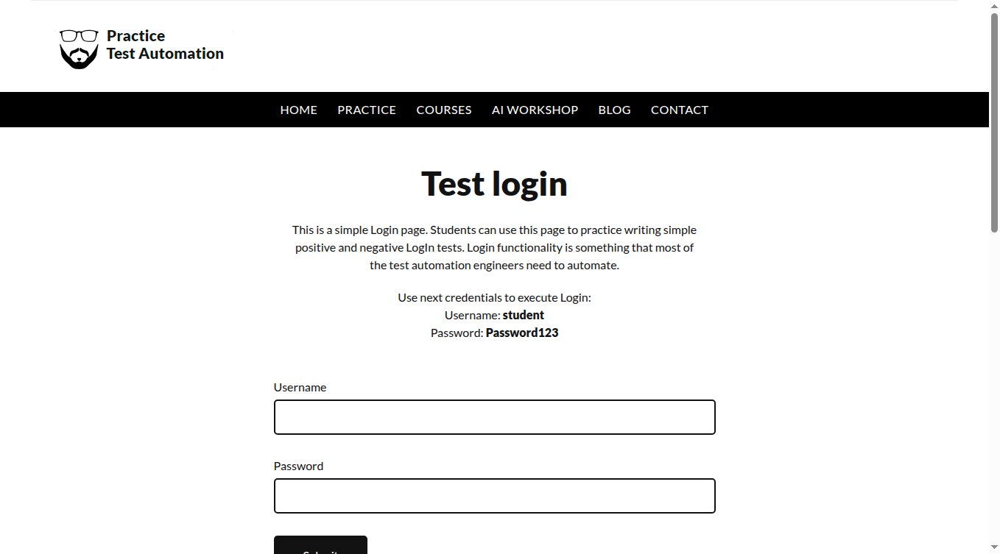 Practice
Test Automation
HOME PRACTICE COURSES AI WORKSHOP BLOG CONTACT
Test login
This is a simple Login page. Students can use this page to practice writing simple
positive and negative LogIn tests. Login functionality is something that most of
the test automation engineers need to automate.
Use next credentials to execute Login:
Username: student
Password: Password123
Username
Password
Submit